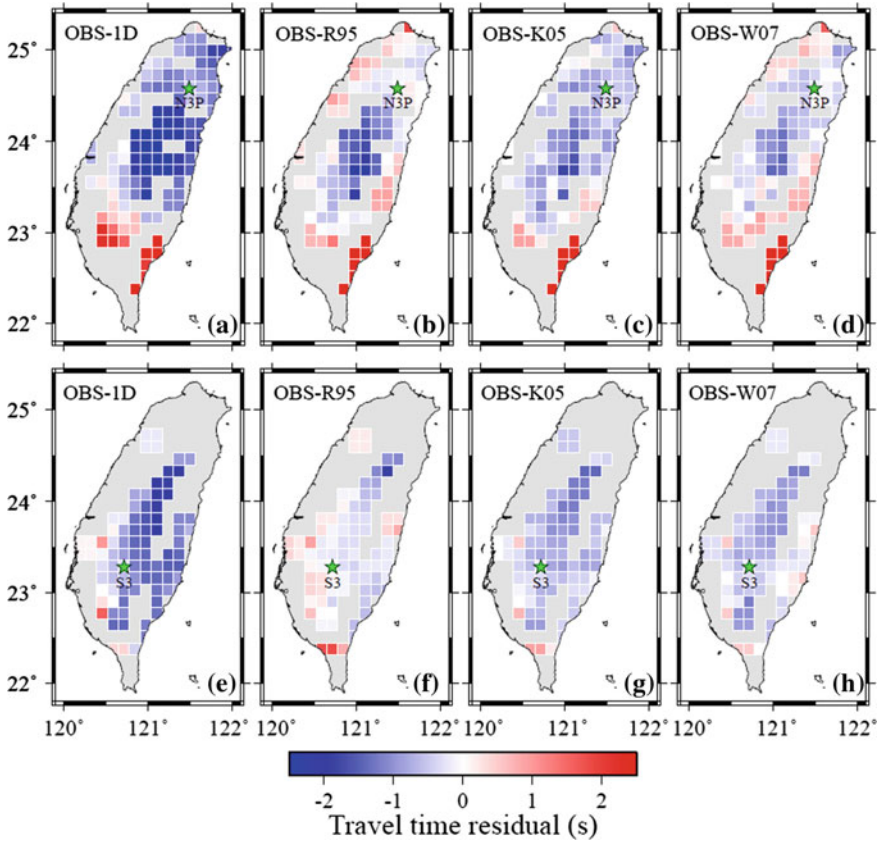 OBS-1D OBS-R95 OBS-K05 OBS-W07
25°
N3P N3P N3P N3P
24°
23°
22°
(a) (b) (c) (d)
OBS-1D OBS-R95 OBS-K05 OBS-W07
25°
24°
S3 S3 S3 S3
23°
22°
(e) (f) (g) (h)
120° 121° 122° 120° 121° 122° 120° 121° 122° 120° 121° 122°
-2 -1 0 1 2
Travel time residual (s)